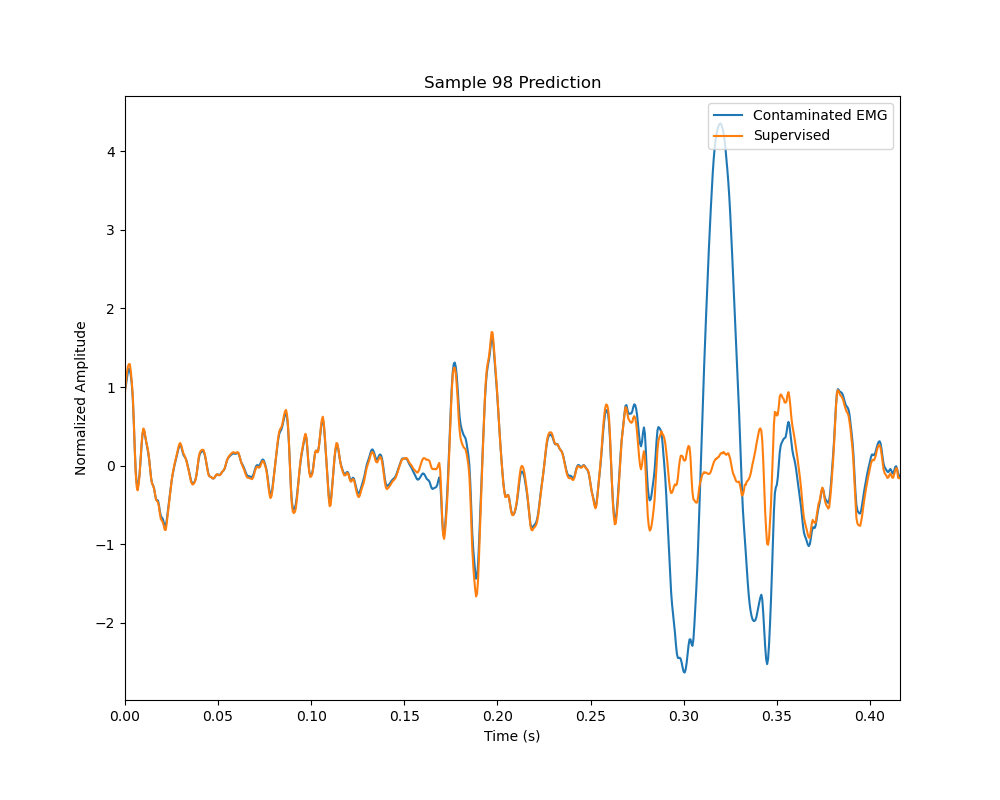 Sample 98 Prediction
Contaminated EMG
Supervised
Normalized Amplitude
4
3
2
1
0
−1
−2
0.00 0.05 0.10 0.15 0.20 0.25 0.30 0.35 0.40
Time (s)